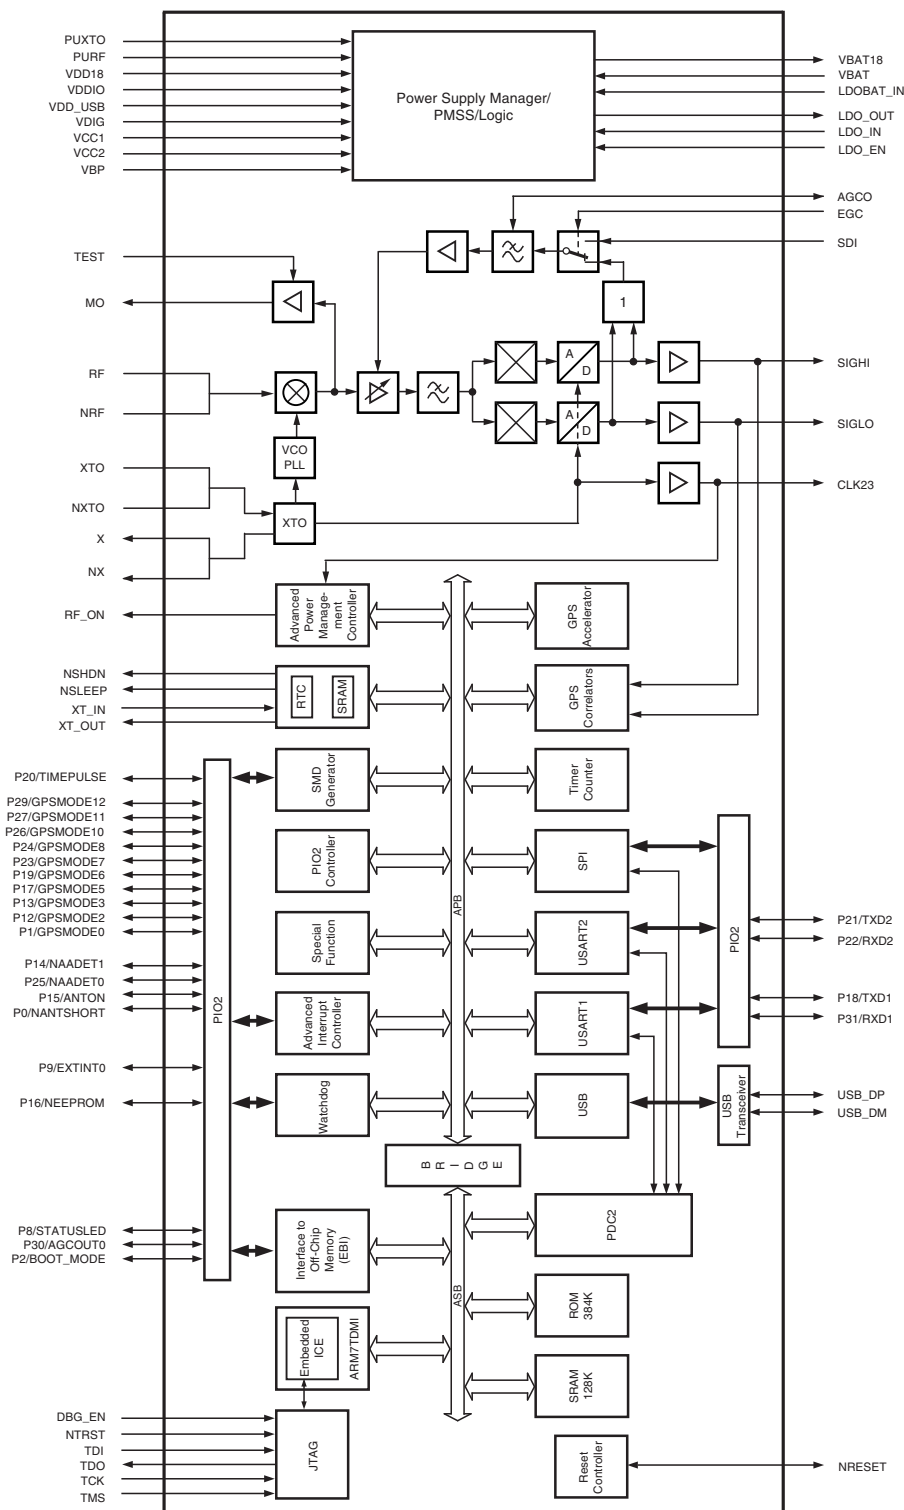 PUXTO
PURF
VDD18
VDDIO
VDD_USB
VDIG
VCC1
VCC2
VBP
Power Supply Manager/
PMSS/Logic
VBAT18
VBAT
LDOBAT_IN
LDO_OUT
LDO_IN
LDO_EN
AGCO
EGC
SDI
TEST
MO
1
RF
NRF
A
D
SIGHI
A
D
SIGLO
VCO
PLL
XTO
NXTO
XTO
CLK23
X
NX
RF_ON
Advanced
Power
Manage-
ment
Controller
GPS
Accelerator
NSHDN
NSLEEP
XT_IN
XT_OUT
RTC
SRAM
GPS
Correlators
P20/TIMEPULSE
P29/GPSMODE12
P27/GPSMODE11
P26/GPSMODE10
P24/GPSMODE8
P23/GPSMODE7
P19/GPSMODE6
P17/GPSMODE5
P13/GPSMODE3
P12/GPSMODE2
P1/GPSMODE0
P14/NAADET1
P25/NAADET0
P15/ANTON
P0/NANTSHORT
P9/EXTINT0
P16/NEEPROM
P8/STATUSLED
P30/AGCOUT0
P2/BOOT_MODE
PIO2
SMD
Generator
PIO2
Controller
Special
Function
Advanced
Interrupt
Controller
Watchdog
APB
Timer
Counter
SPI
USART2
USART1
USB
PIO2
USB
Transceiver
P21/TXD2
P22/RXD2
P18/TXD1
P31/RXD1
USB_DP
USB_DM
BRIDGE
Interface to
Off-Chip
Memory
(EBI)
ASB
PDC2
ROM
384K
SRAM
128K
Embedded
ICE
ARM7TDMI
DBG_EN
NTRST
TDI
TDO
TCK
TMS
JTAG
Reset
Controller
NRESET